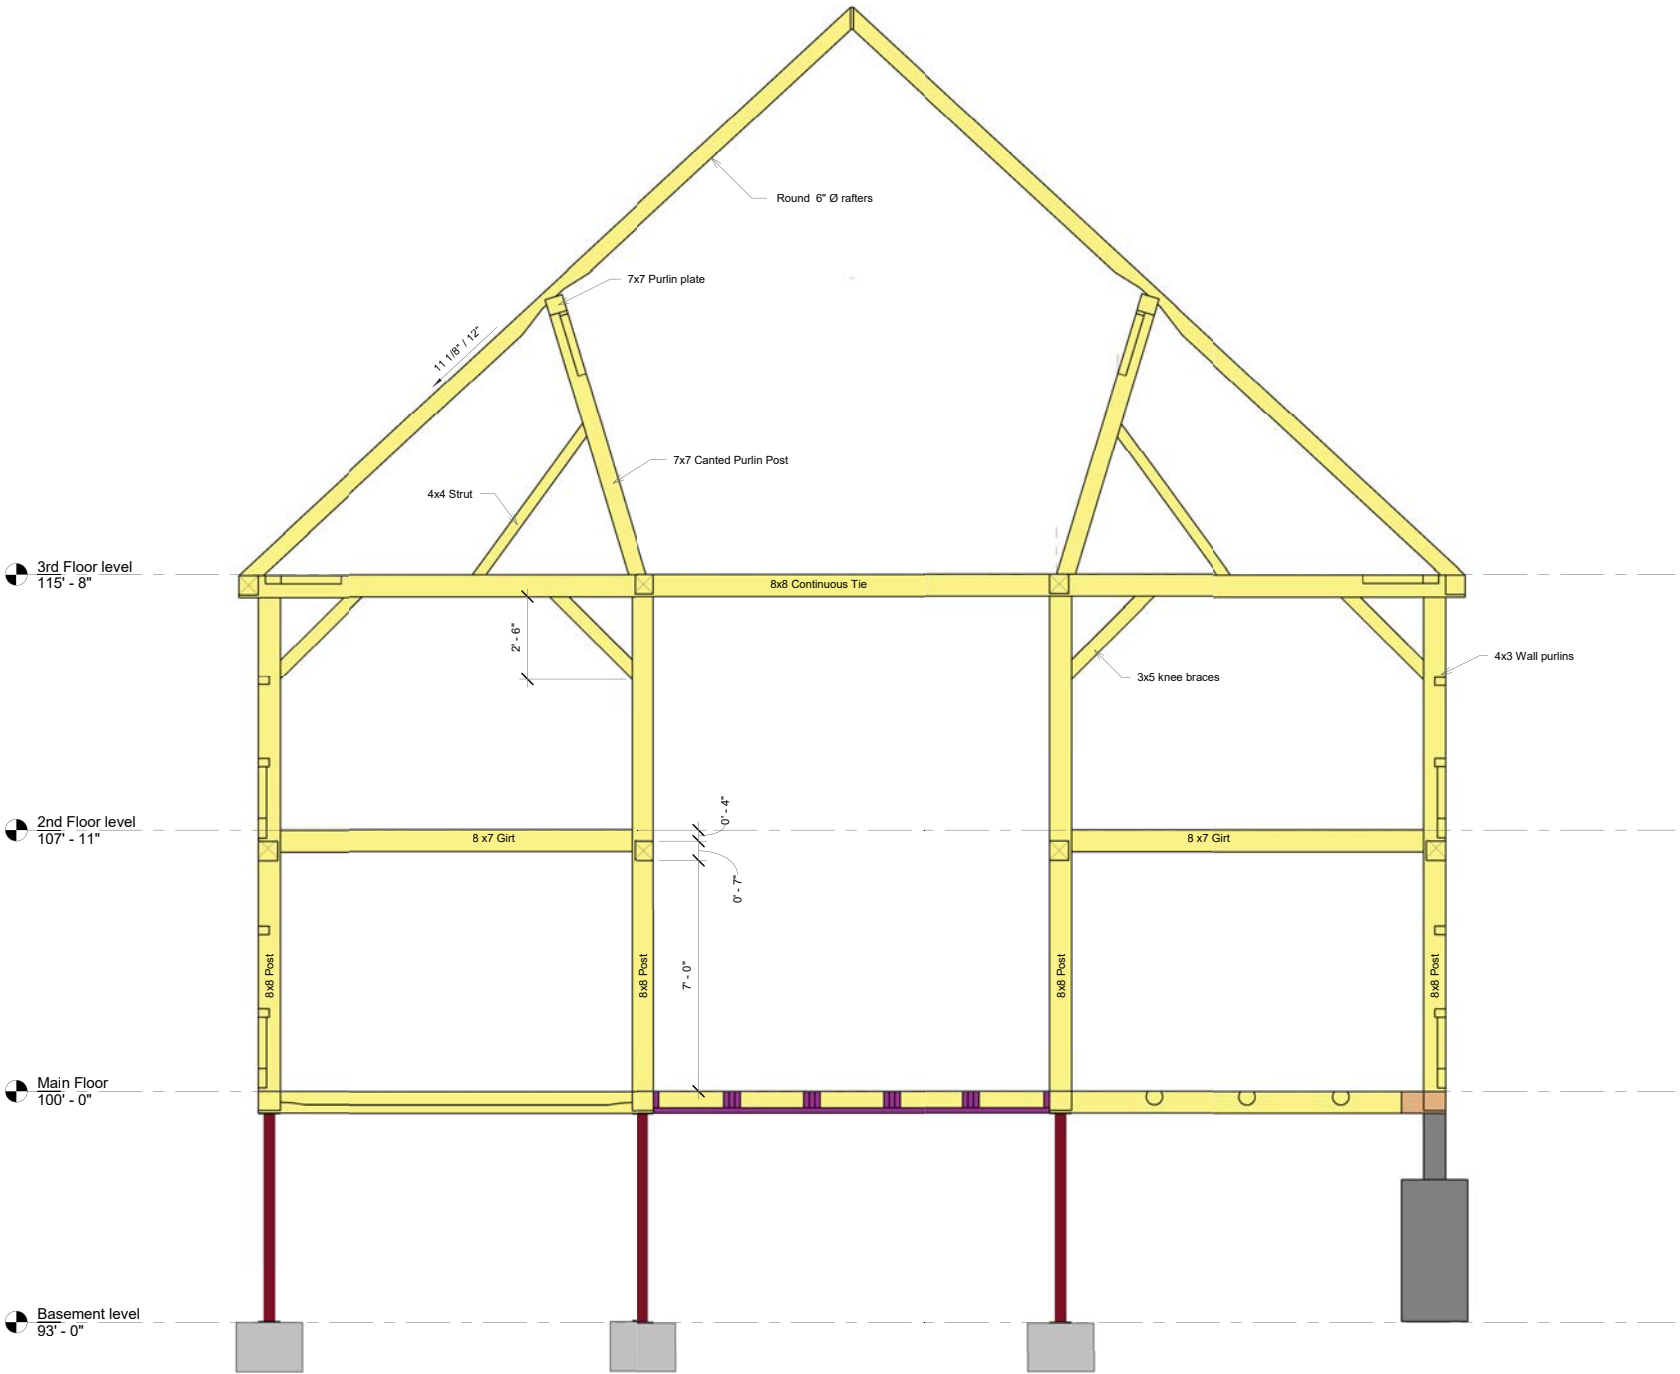 Round 6" Ø rafters
7x7 Purlin plate
11 1/8" / 12"
7x7 Canted Purlin Post
4x4 Strut
3rd Floor level
115' - 8"
8x8 Continuous Tie
2' - 6"
4x3 Wall purlins
3x5 knee braces
0' - 4"
2nd Floor level
107' - 11"
8 x7 Girt
8 x7 Girt
0' - 7"
8x8 Post
8x8 Post
7' - 0"
8x8 Post
8x8 Post
Main Floor
100' - 0"
Basement level
93' - 0"